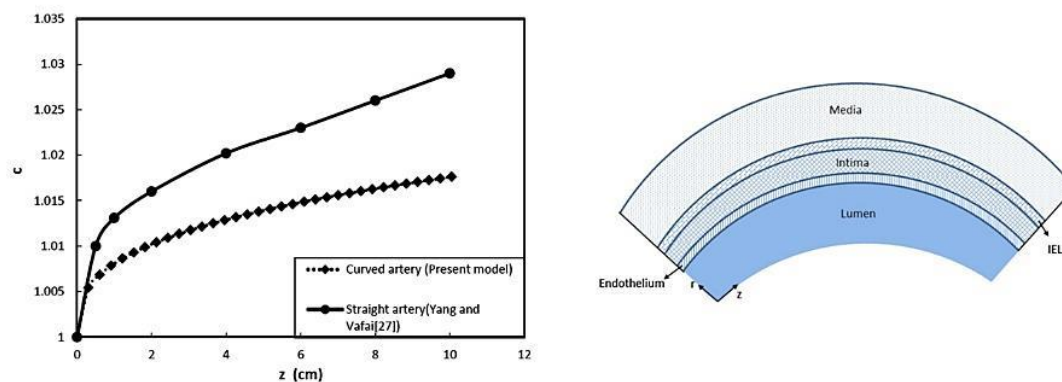 1.035
1.03
1.025
1.02
1.015
1.01
1.005
1
c
0
2
4
6
8
10
12
z (cm)
Curved artery (Present model)
Straight artery(Yang and
Vafai[27])
Media
Intima
Lumen
IEL
Endothelium
r
z